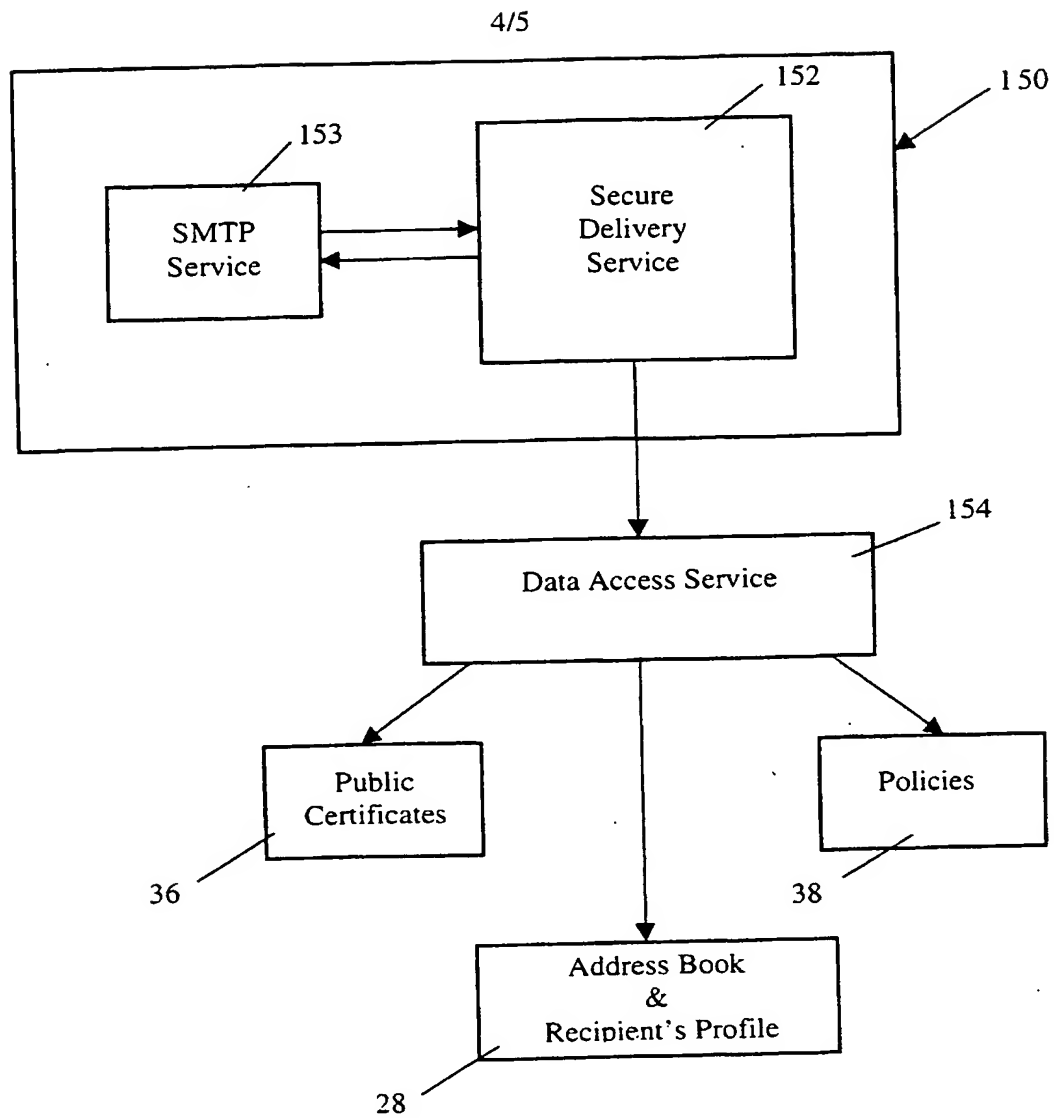 4/5
152
150
153
Secure
Delivery
Service
SMTP
Service
154
Data Access Service
Public
Certificates
Policies
36
38
Address Book
&
Recipient's Profile
28